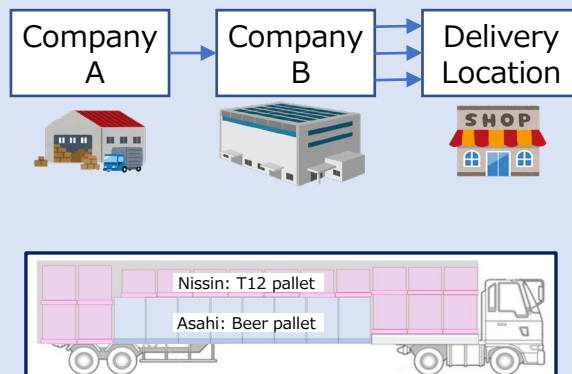 Company
A
Company
B
Delivery
Location
SHOP
Nissin: T12 pallet
Asahi: Beer pallet